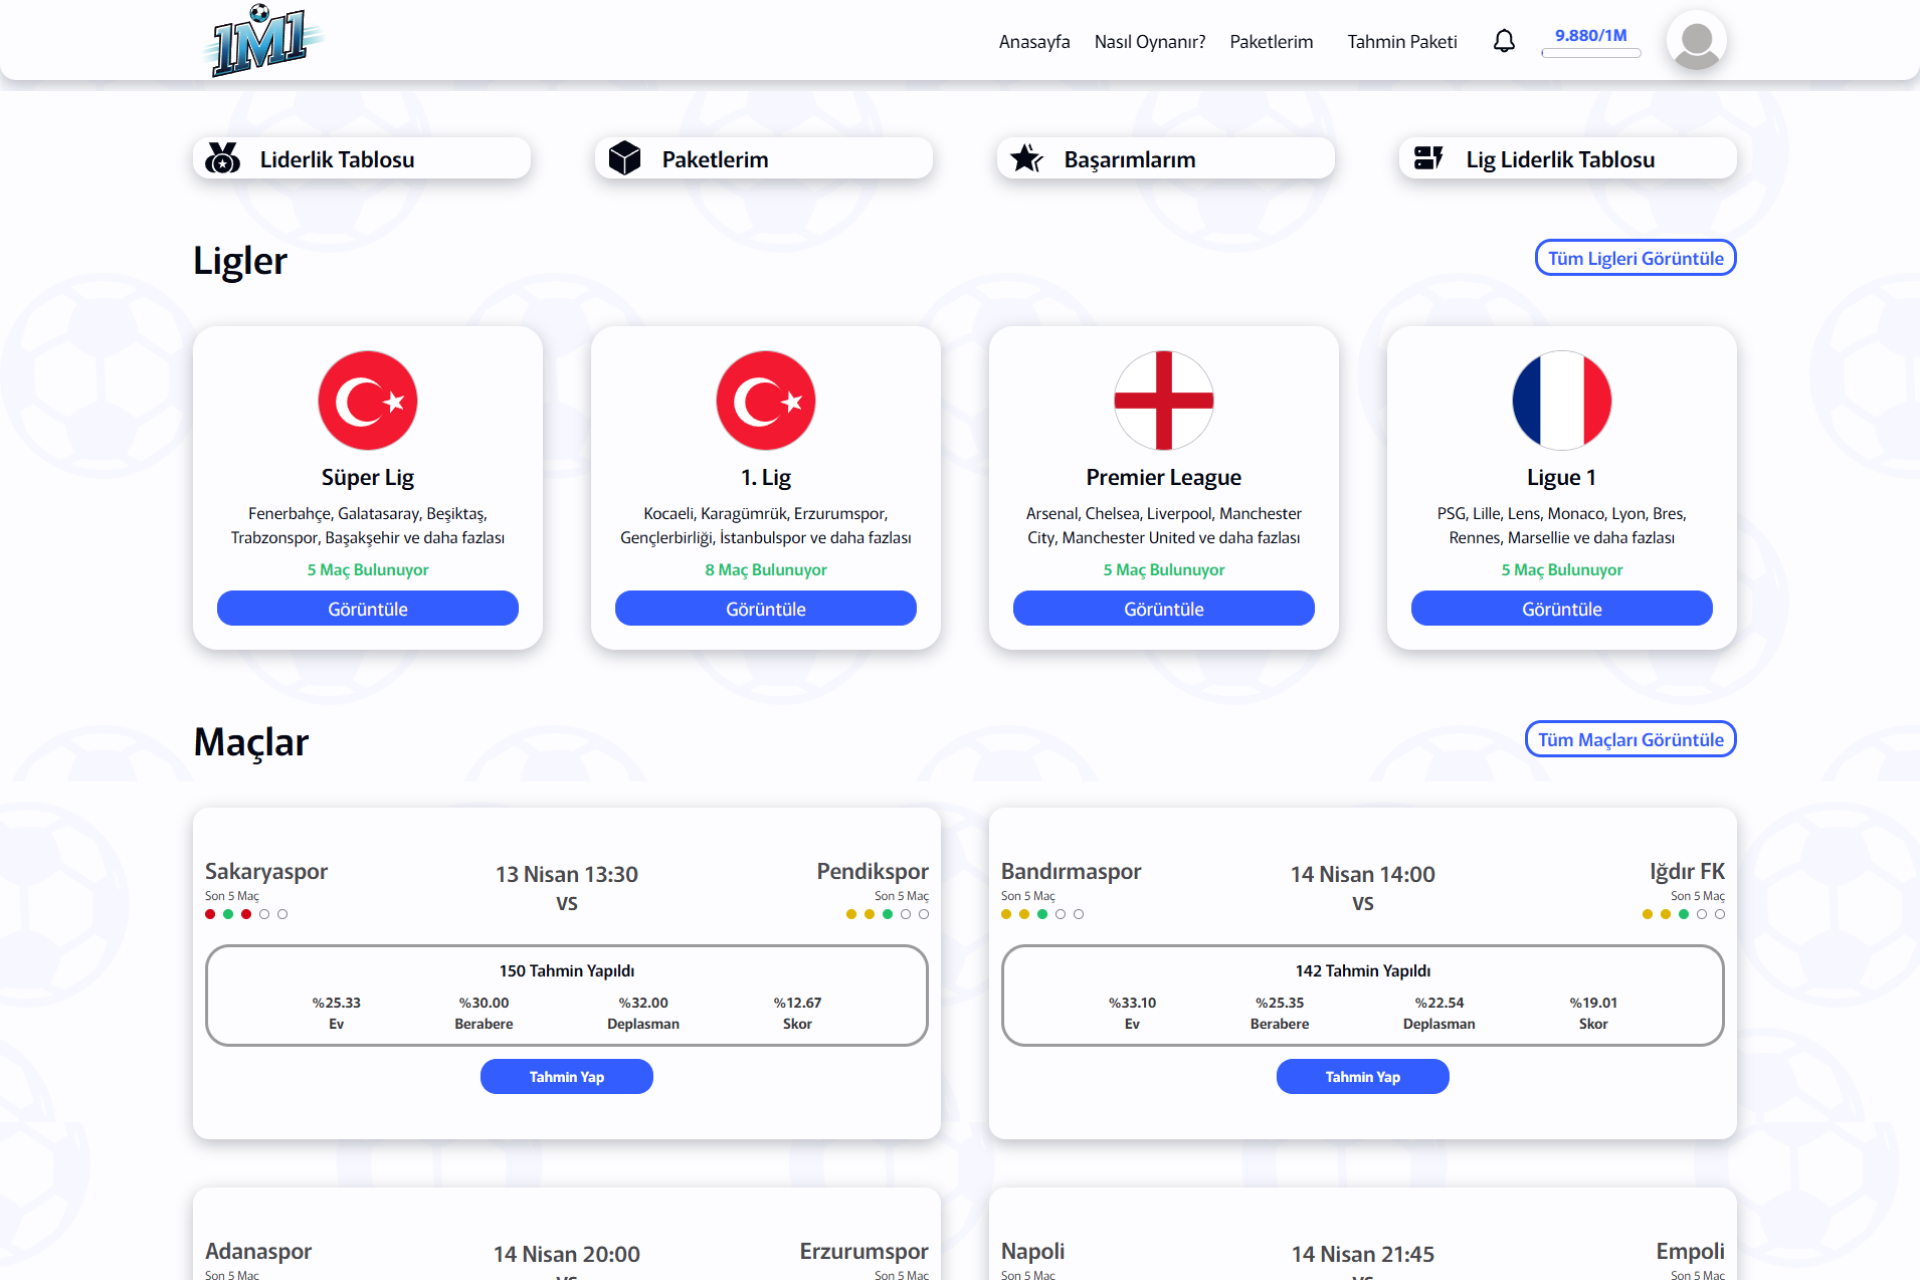 1M1
Anasayfa Nasıl Oynanır? Paketlerim Tahmin Paketi 9.880/1M
Liderlik Tablosu Paketlerim Başarımlarım Lig Liderlik Tablosu
Ligler Tüm Ligleri Görüntüle
Süper Lig
Fenerbahçe, Galatasaray, Beşiktaş,
Trabzonspor, Başakşehir ve daha fazlası
5 Maç Bulunuyor
Görüntüle
1. Lig
Kocaeli, Karagümrük, Erzurumspor,
Gençlerbirliği, İstanbulspor ve daha fazlası
8 Maç Bulunuyor
Görüntüle
Premier League
Arsenal, Chelsea, Liverpool, Manchester
City, Manchester United ve daha fazlası
5 Maç Bulunuyor
Görüntüle
Ligue 1
PSG, Lille, Lens, Monaco, Lyon, Bres,
Rennes, Marsellie ve daha fazlası
5 Maç Bulunuyor
Görüntüle
Maçlar Tüm Maçları Görüntüle
Sakaryaspor 13 Nisan 13:30 Pendikspor
Son 5 Maç VS Son 5 Maç
150 Tahmin Yapıldı
%25.33 %30.00 %32.00 %12.67
Ev Berabere Deplasman Skor
Tahmin Yap
Bandırmaspor 14 Nisan 14:00 Iğdır FK
Son 5 Maç VS Son 5 Maç
142 Tahmin Yapıldı
%33.10 %25.35 %22.54 %19.01
Ev Berabere Deplasman Skor
Tahmin Yap
Adanaspor 14 Nisan 20:00 Erzurumspor
Son 5 Maç VS Son 5 Maç
Napoli 14 Nisan 21:45 Empoli
Son 5 Maç VS Son 5 Maç